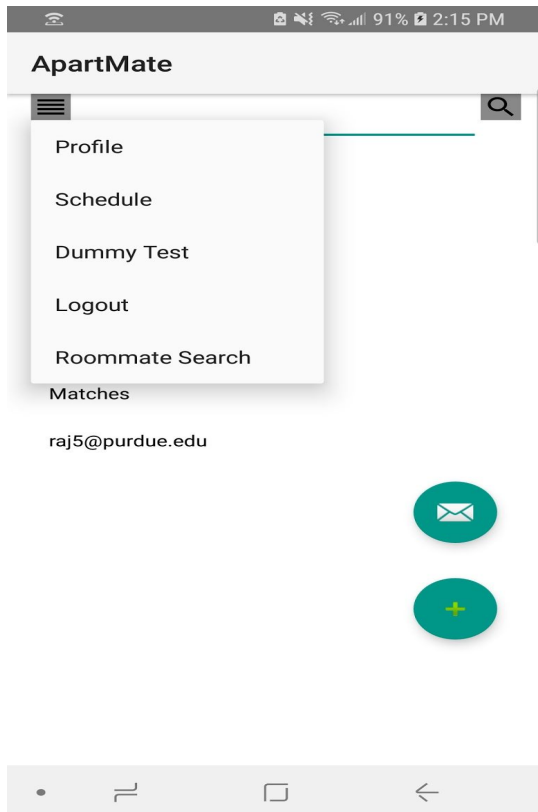 91% 2:15 PM
ApartMate
Profile
Schedule
Dummy Test
Logout
Roommate Search
Matches
raj5@purdue.edu